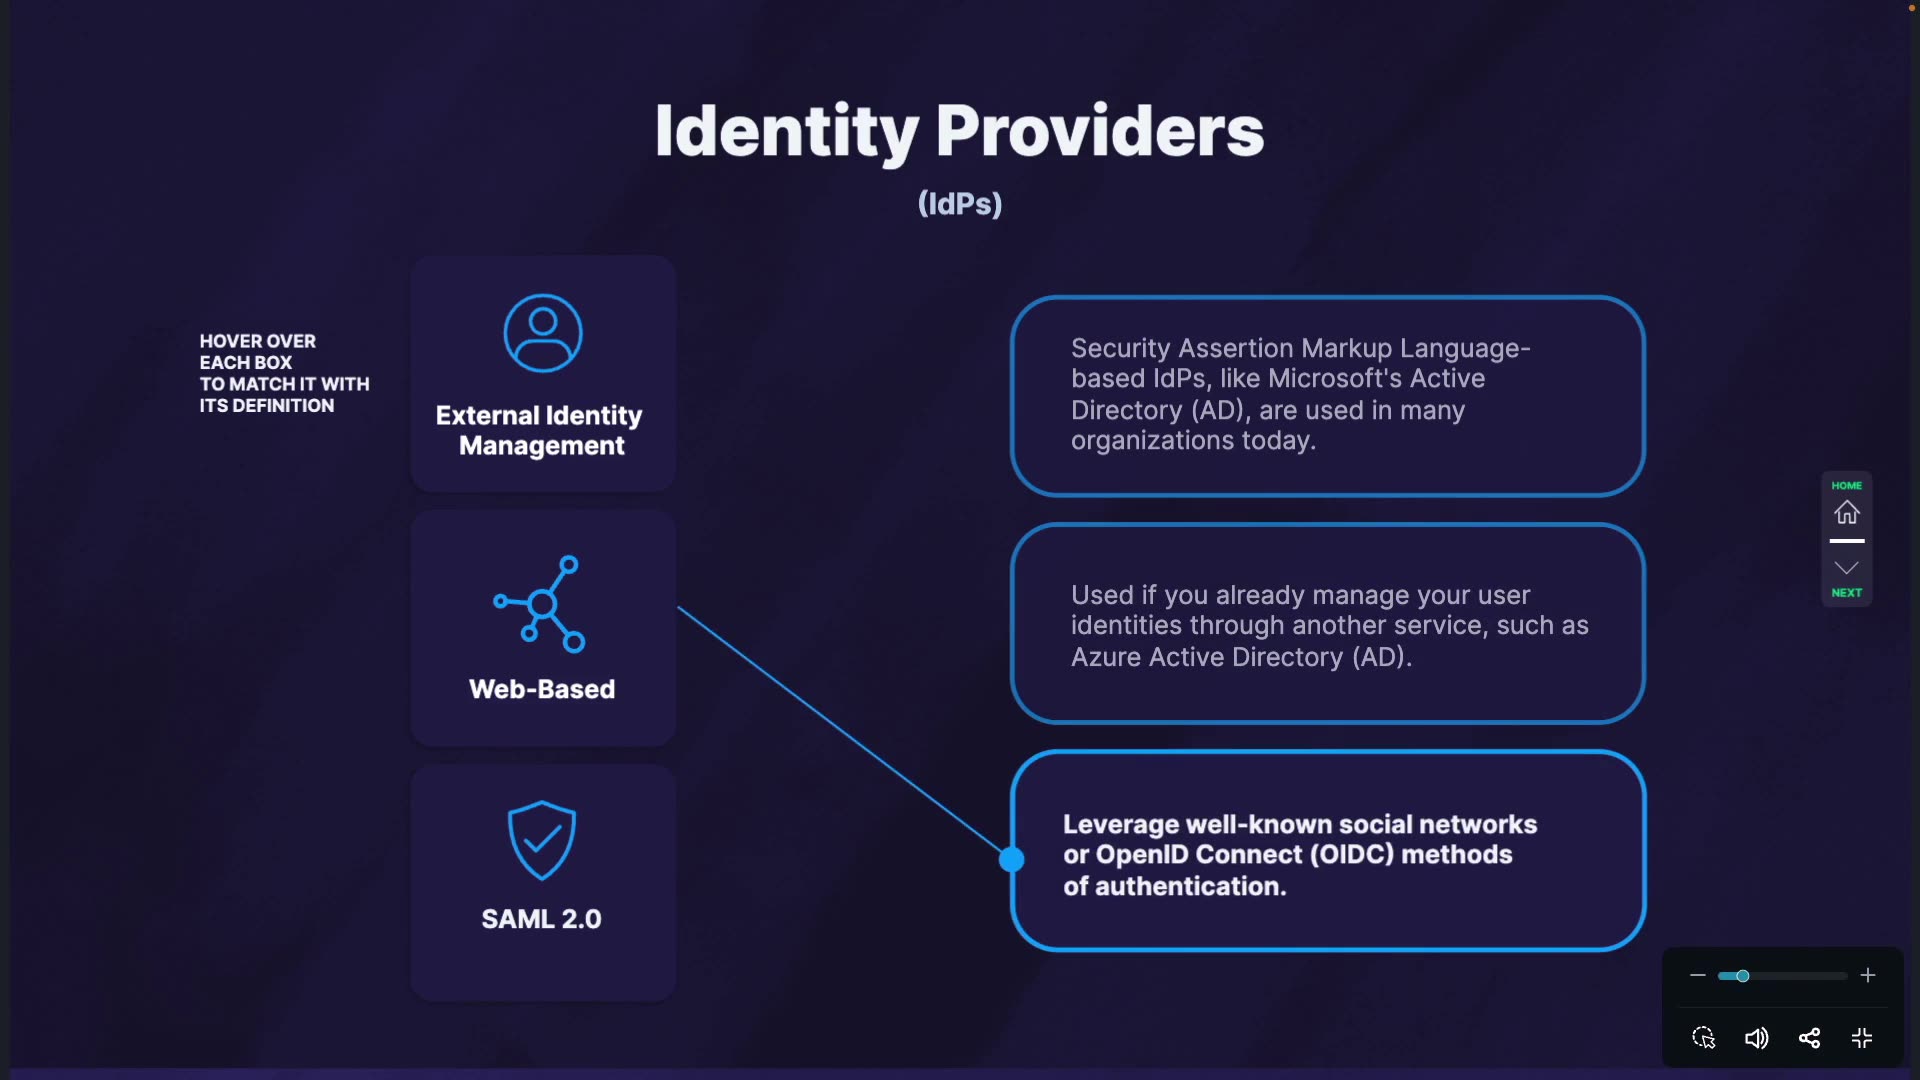 Identity Providers
(IdPs)
HOVER OVER
EACH BOX
TO MATCH IT WITH
ITS DEFINITION
External Identity
Management
Web-Based
SAML 2.0
Security Assertion Markup Language-
based IdPs, like Microsoft's Active
Directory (AD), are used in many
organizations today.
Used if you already manage your user
identities through another service, such as
Azure Active Directory (AD).
Leverage well-known social networks
or OpenID Connect (OIDC) methods
of authentication.
HOME
NEXT